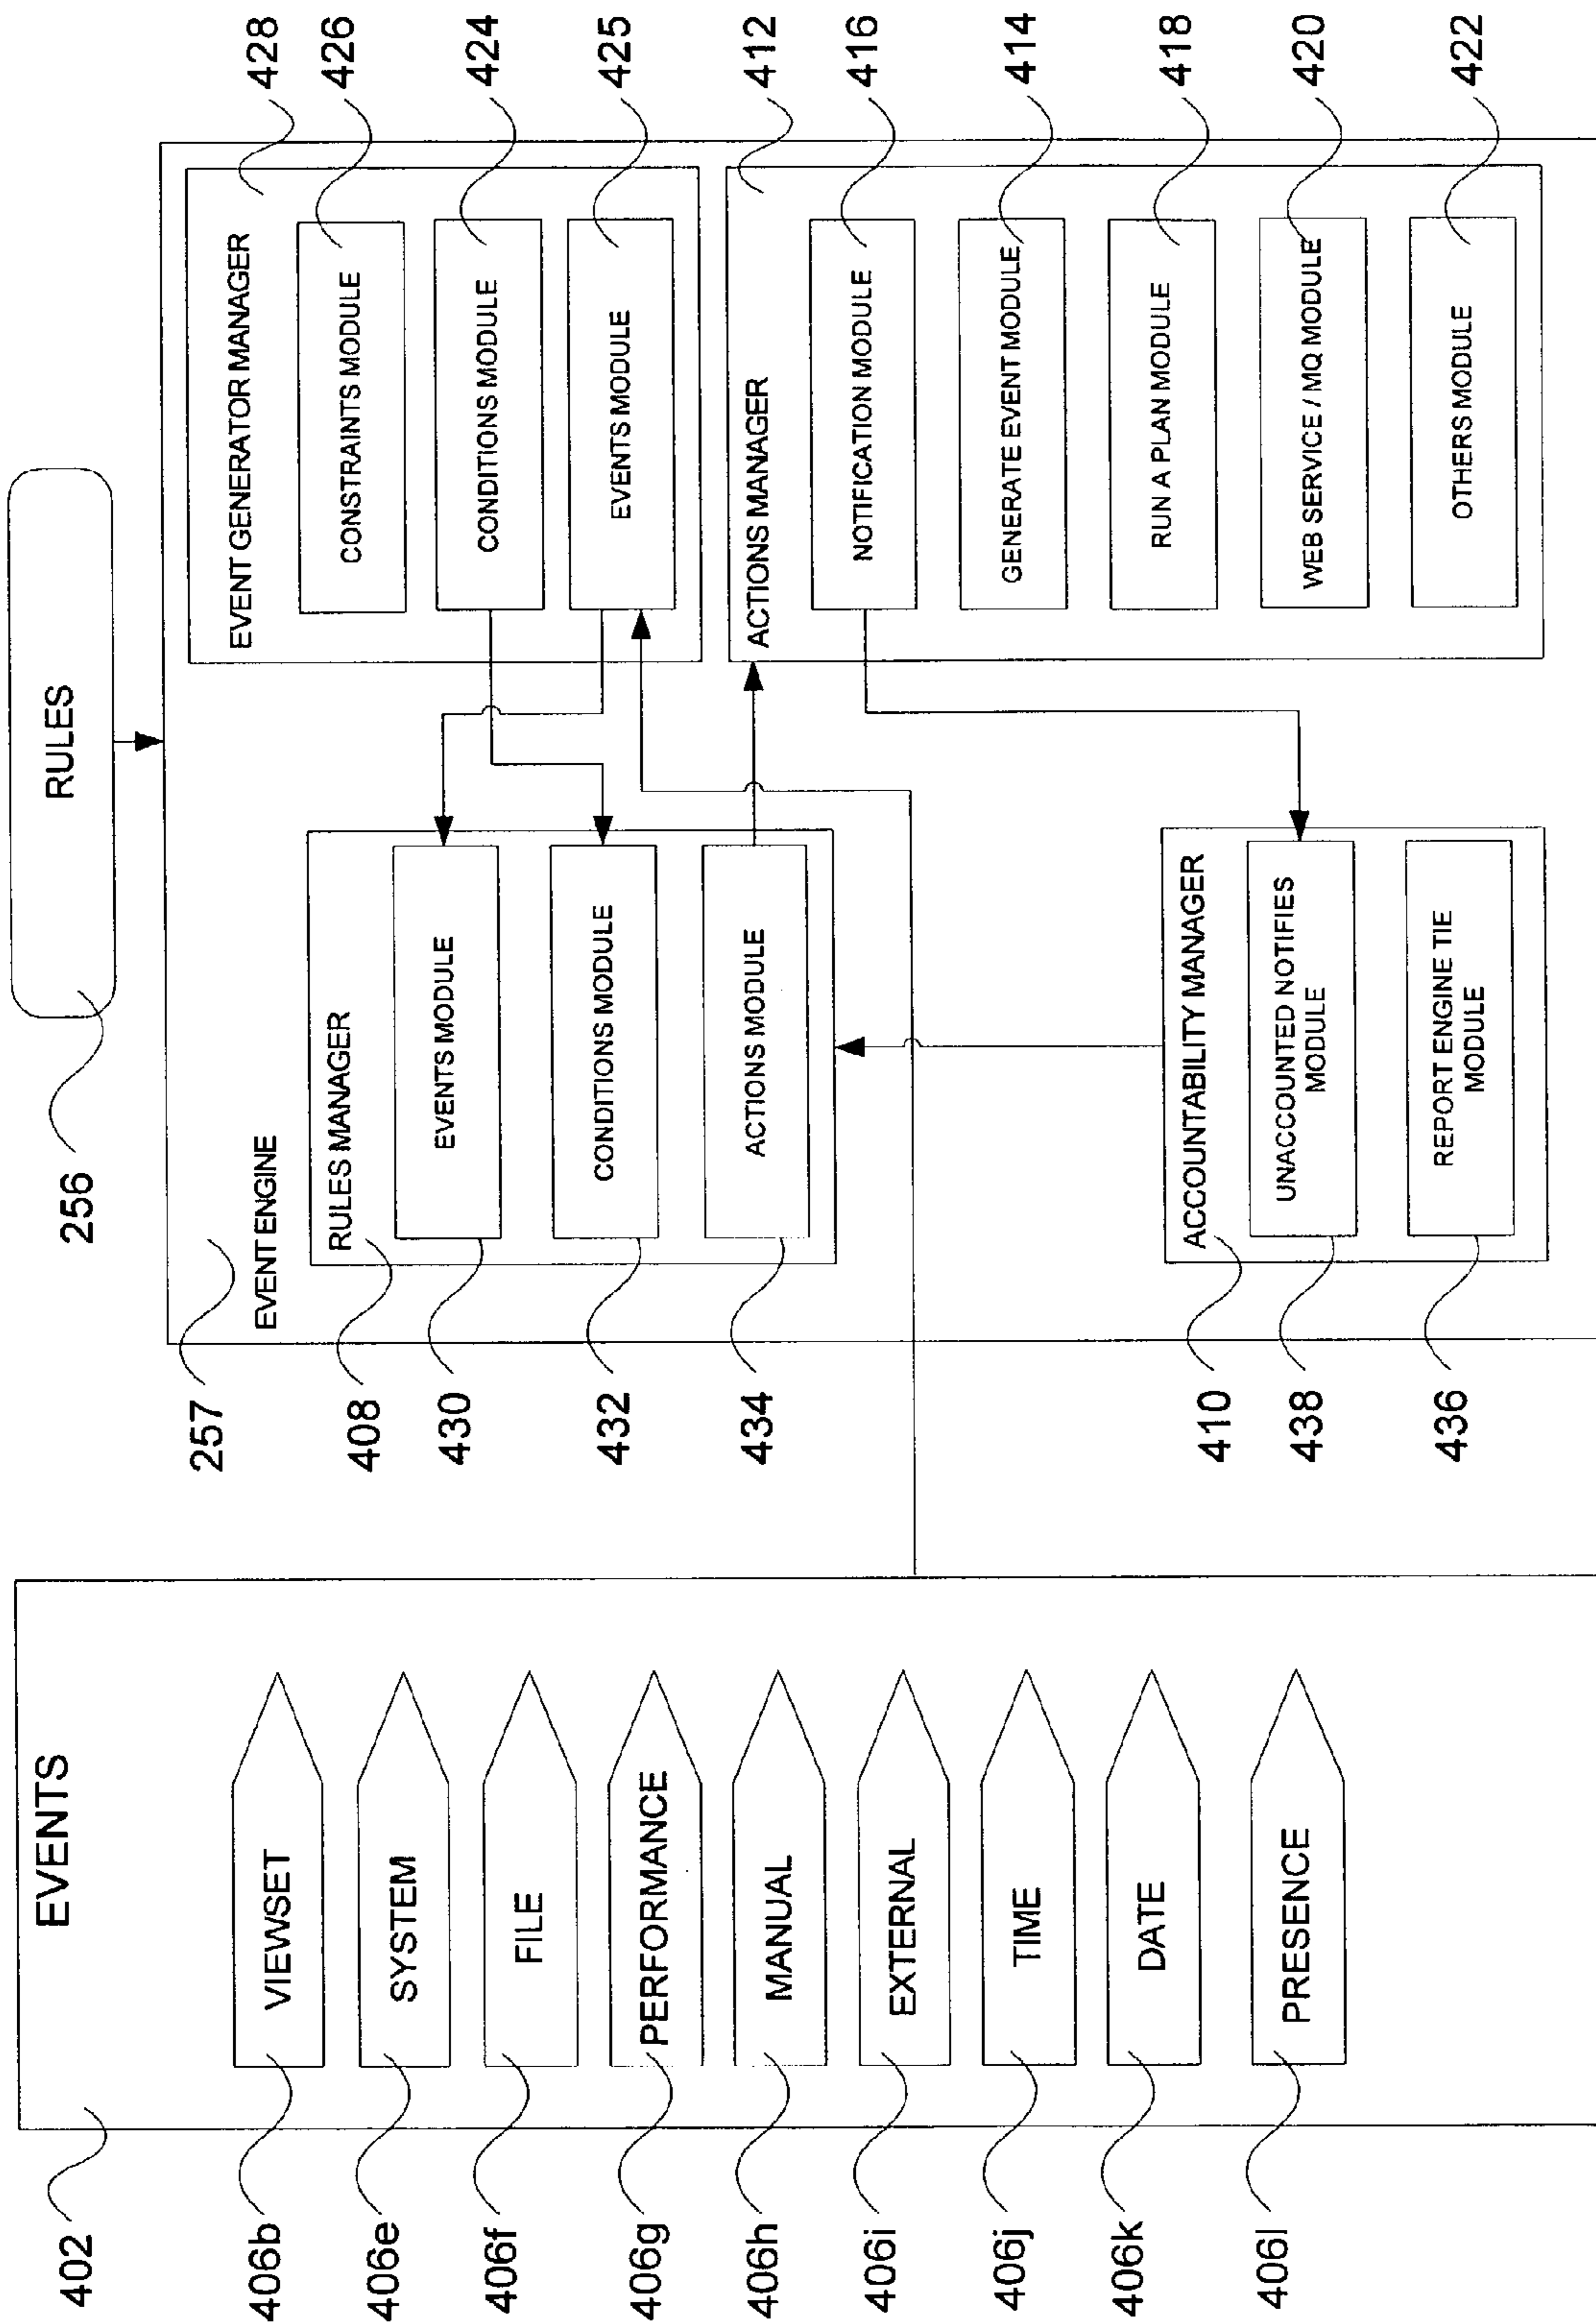 EVENTS
402
VIEWSET
406b
SYSTEM
406e
FILE
406f
PERFORMANCE
406g
MANUAL
406h
EXTERNAL
406i
TIME
406j
DATE
406k
PRESENCE
406l
RULES
256
EVENT ENGINE
257
RULES MANAGER
408
EVENTS MODULE
430
CONDITIONS MODULE
432
ACTIONS MODULE
434
ACCOUNTABILITY MANAGER
410
UNACCOUNTED NOTIFIES
MODULE
438
REPORT ENGINE TIE
MODULE
436
EVENT GENERATOR MANAGER
428
CONSTRAINTS MODULE
426
CONDITIONS MODULE
424
EVENTS MODULE
425
ACTIONS MANAGER
412
NOTIFICATION MODULE
416
GENERATE EVENT MODULE
414
RUN A PLAN MODULE
418
WEB SERVICE / MQ MODULE
420
OTHERS MODULE
422